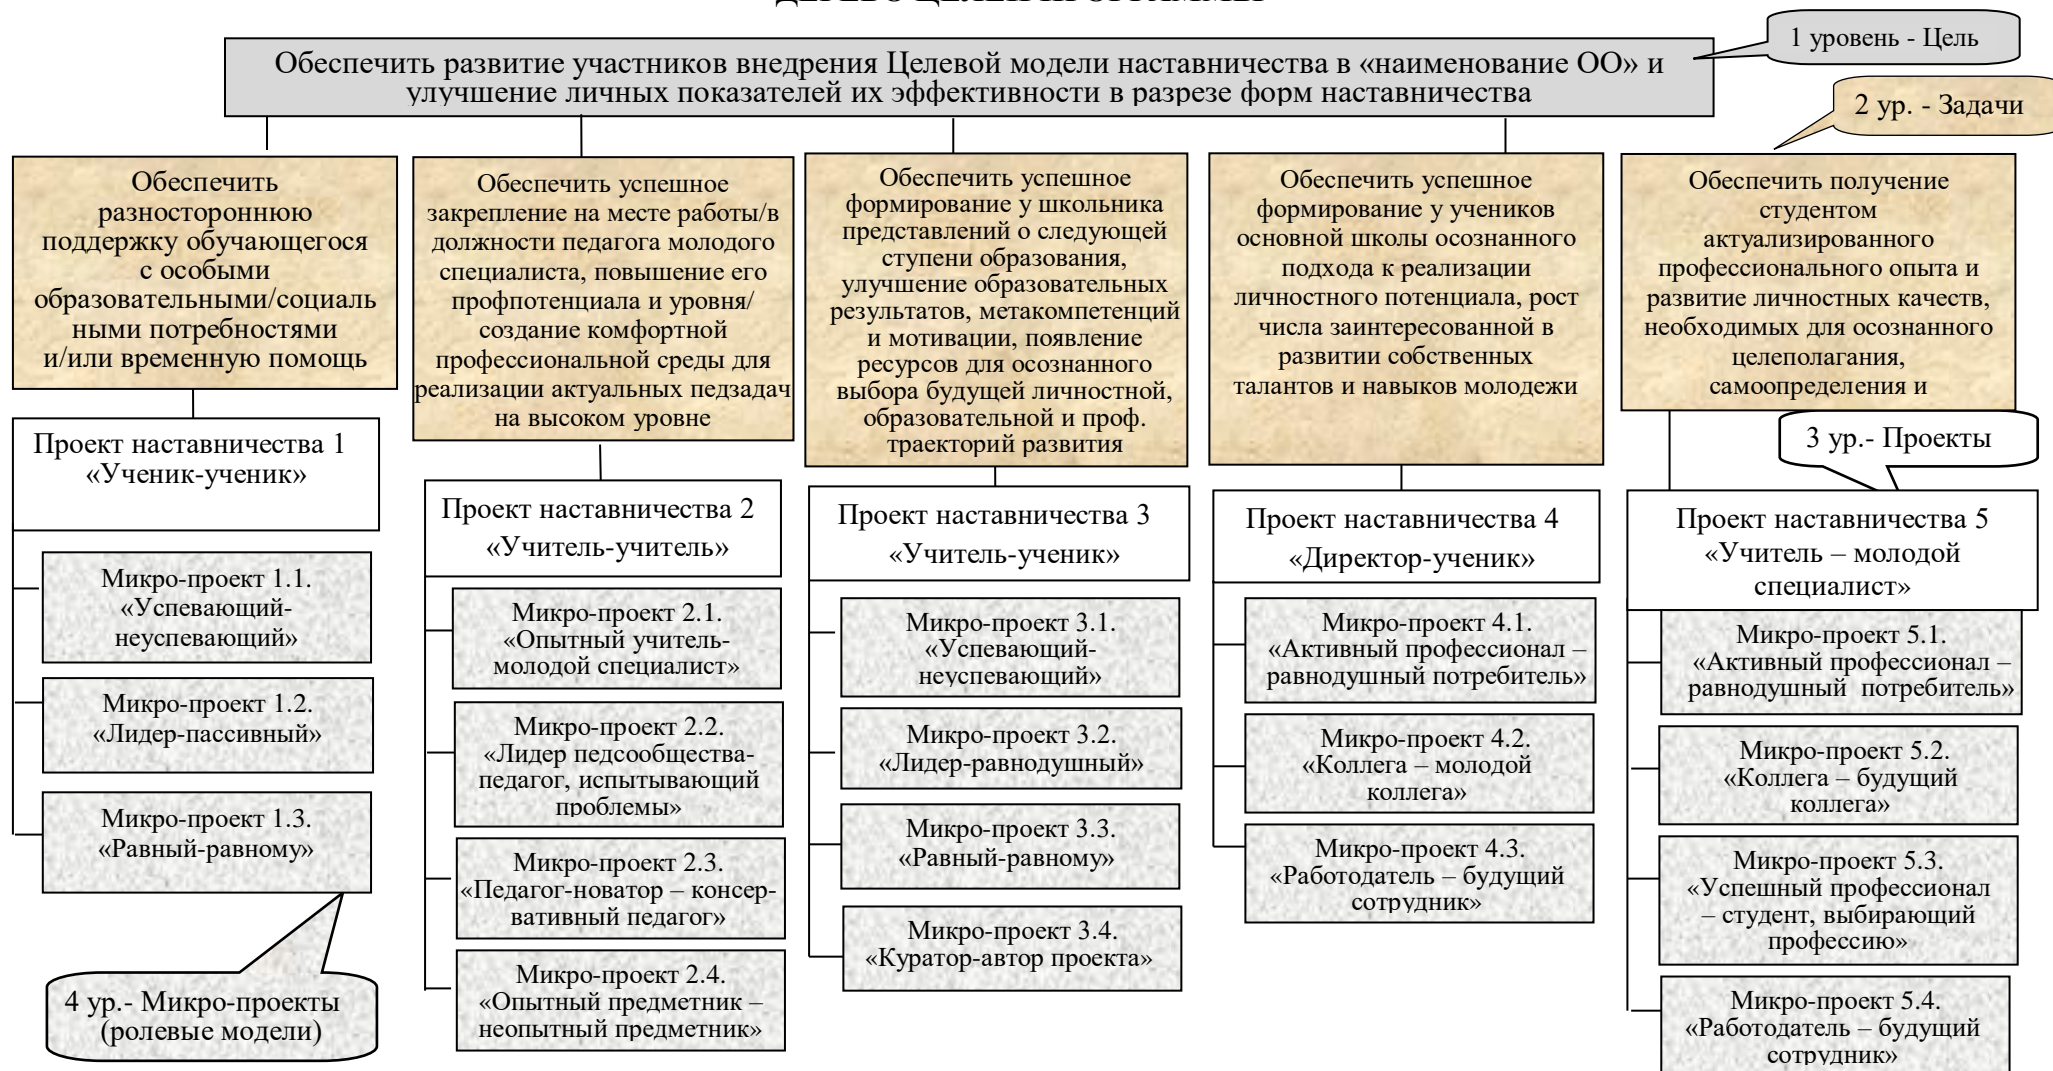 1 уровень - Цель
Обеспечить развитие участников внедрения Целевой модели наставничества в «наименование ОО» и
улучшение личных показателей их эффективности в разрезе форм наставничества
2 ур. - Задачи
Обеспечить
разностороннюю
поддержку обучающегося
с особыми
образовательными/социаль
ными потребностями
и/или временную помощь
Обеспечить успешное
закрепление на месте работы/в
должности педагога молодого
специалиста, повышение его
профпотенциала и уровня/
создание комфортной
профессиональной среды для
реализации актуальных педзадач
на высоком уровне
Обеспечить успешное
формирование у школьника
представлений о следующей
ступени образования,
улучшение образовательных
результатов, метакомпетенций
и мотивации, появление
ресурсов для осознанного
выбора будущей личностной,
образовательной и проф.
траекторий развития
Обеспечить успешное
формирование у учеников
основной школы осознанного
подхода к реализации
личностного потенциала, рост
числа заинтересованной в
развитии собственных
талантов и навыков молодежи
Обеспечить получение
студентом
актуализированного
профессионального опыта и
развитие личностных качеств,
необходимых для осознанного
целеполагания,
самоопределения и
3 ур.- Проекты
Проект наставничества 1
«Ученик-ученик»
Микро-проект 1.1.
«Успевающий-
неуспевающий»
Микро-проект 1.2.
«Лидер-пассивный»
Микро-проект 1.3.
«Равный-равному»
4 ур.- Микро-проекты
(ролевые модели)
Проект наставничества 2
«Учитель-учитель»
Микро-проект 2.1.
«Опытный учитель-
молодой специалист»
Микро-проект 2.2.
«Лидер педсообщества-
педагог, испытывающий
проблемы»
Микро-проект 2.3.
«Педагог-новатор – консер-
вативный педагог»
Микро-проект 2.4.
«Опытный предметник –
неопытный предметник»
Проект наставничества 3
«Учитель-ученик»
Микро-проект 3.1.
«Успевающий-
неуспевающий»
Микро-проект 3.2.
«Лидер-равнодушный»
Микро-проект 3.3.
«Равный-равному»
Микро-проект 3.4.
«Куратор-автор проекта»
Проект наставничества 4
«Директор-ученик»
Микро-проект 4.1.
«Активный профессионал –
равнодушный потребитель»
Микро-проект 4.2.
«Коллега – молодой
коллега»
Микро-проект 4.3.
«Работодатель – будущий
сотрудник»
Проект наставничества 5
«Учитель – молодой
специалист»
Микро-проект 5.1.
«Активный профессионал –
равнодушный потребитель»
Микро-проект 5.2.
«Коллега – будущий
коллега»
Микро-проект 5.3.
«Успешный профессионал
– студент, выбирающий
профессию»
Микро-проект 5.4.
«Работодатель – будущий
сотрудник»